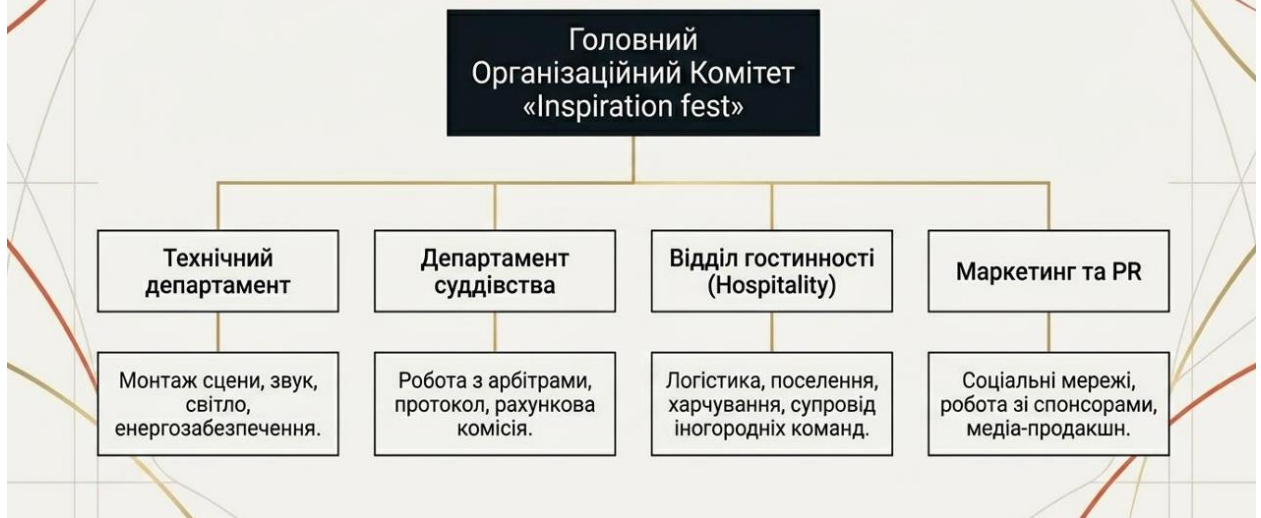 Головний
Організаційний Комітет
«Inspiration fest»
Технічний
департамент
Департамент
суддівства
Відділ гостинності
(Hospitality)
Маркетинг та PR
Монтаж сцени, звук,
світло,
енергозабезпечення.
Робота з арбітрами,
протокол, рахункова
комісія.
Логістика, поселення,
харчування, супровід
іногородніх команд.
Соціальні мережі,
робота зі спонсорами,
медіа-продакшн.